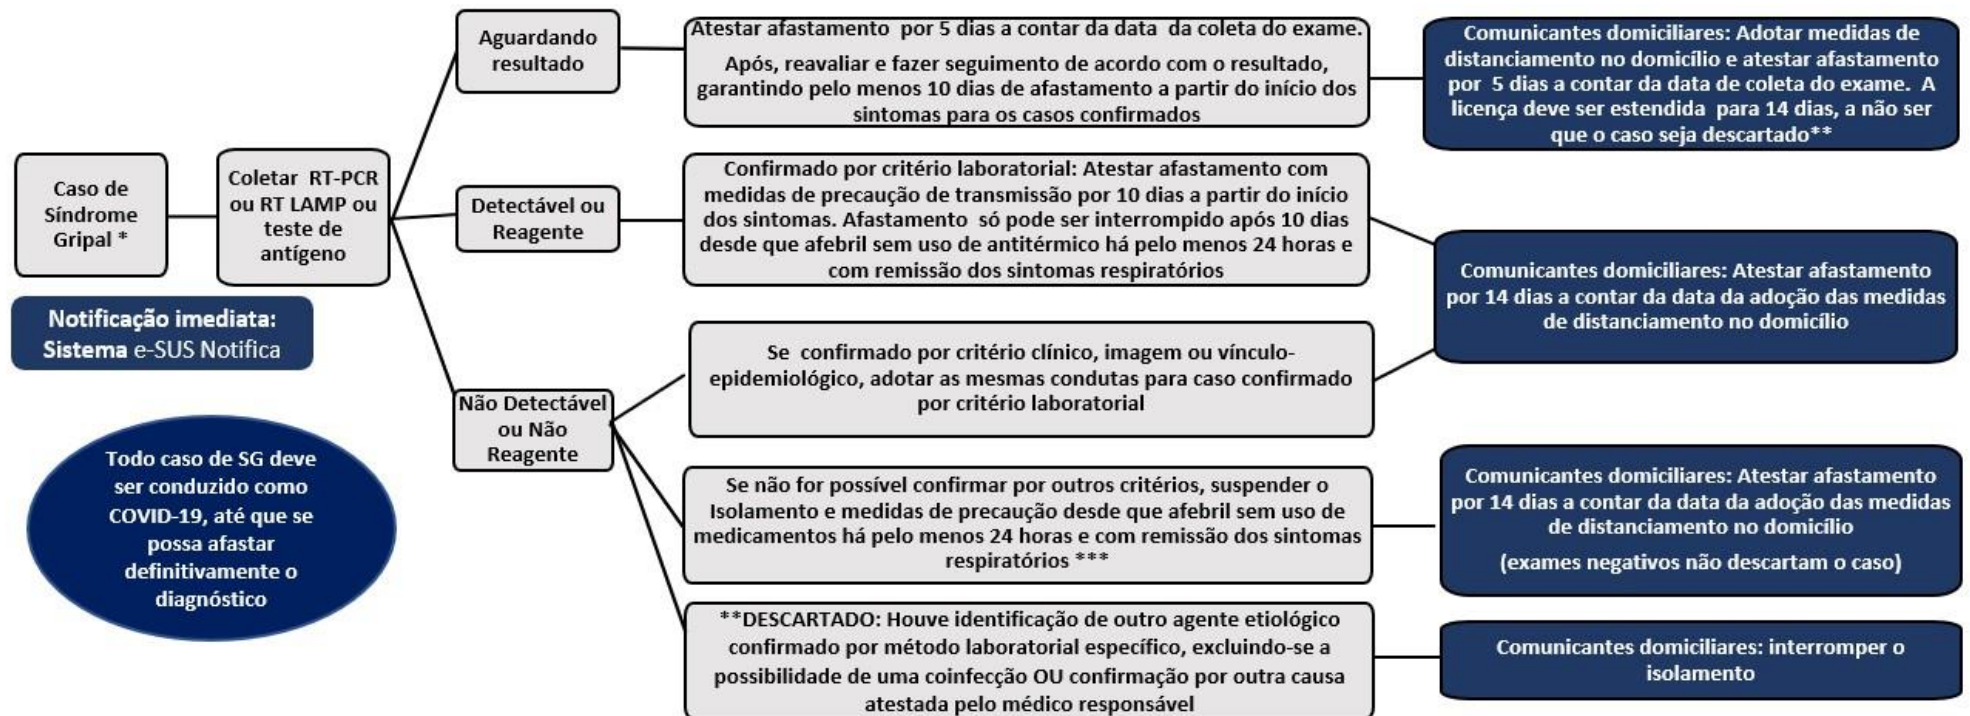 Caso de
Síndrome
Gripal *
Notificação imediata:
Sistema e-SUS Notifica
Todo caso de SG deve
ser conduzido como
COVID-19, até que se
possa afastar
definitivamente o
diagnóstico
Coletar RT-PCR
ou RT LAMP ou
teste de
antígeno
Aguardando
resultado
Atestar afastamento por 5 dias a contar da data da coleta do exame.
Após, reavaliar e fazer seguimento de acordo com o resultado,
garantindo pelo menos 10 dias de afastamento a partir do início dos
sintomas para os casos confirmados
Comunicantes domiciliares: Adotar medidas de
distanciamento no domicílio e atestar afastamento
por 5 dias a contar da data de coleta do exame. A
licença deve ser estendida para 14 dias, a não ser
que o caso seja descartado**
Detectável ou
Reagente
Confirmado por critério laboratorial: Atestar afastamento com
medidas de precaução de transmissão por 10 dias a partir do início
dos sintomas. Afastamento só pode ser interrompido após 10 dias
desde que afebril sem uso de antitérmico há pelo menos 24 horas e
com remissão dos sintomas respiratórios
Comunicantes domiciliares: Atestar afastamento
por 14 dias a contar da data da adoção das medidas
de distanciamento no domicílio
Não Detectável
ou Não
Reagente
Se confirmado por critério clínico, imagem ou vínculo-
epidemiológico, adotar as mesmas condutas para caso confirmado
por critério laboratorial
Se não for possível confirmar por outros critérios, suspender o
Isolamento e medidas de precaução desde que afebril sem uso de
medicamentos há pelo menos 24 horas e com remissão dos sintomas
respiratórios ***
Comunicantes domiciliares: Atestar afastamento
por 14 dias a contar da data da adoção das medidas
de distanciamento no domicílio
(exames negativos não descartam o caso)
**DESCARTADO: Houve identificação de outro agente etiológico
confirmado por método laboratorial específico, excluindo-se a
possibilidade de uma coinfecção OU confirmação por outra causa
atestada pelo médico responsável
Comunicantes domiciliares: interromper o
isolamento